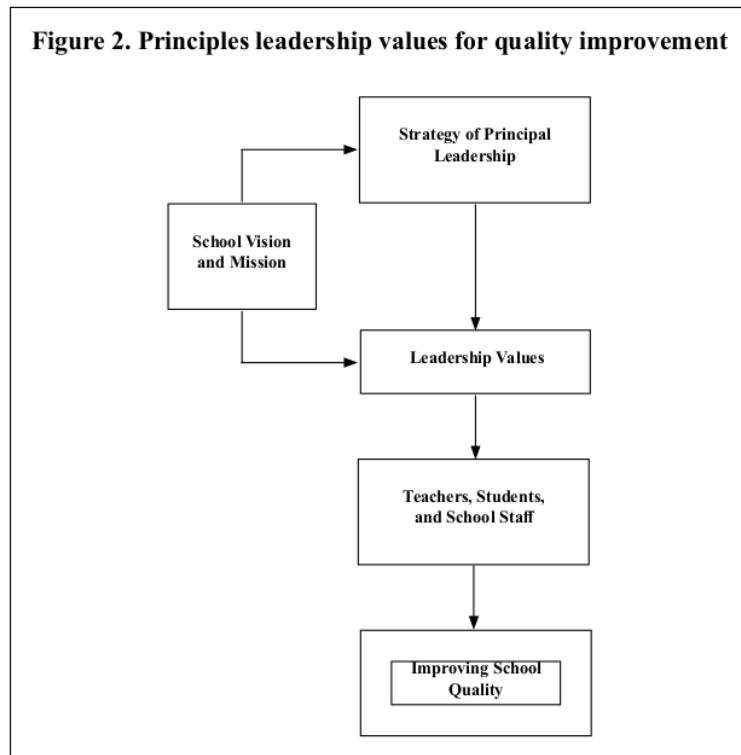 Figure 2. Principles leadership values for quality improvement
Strategy of Principal
Leadership
School Vision
and Mission
Leadership Values
Teachers, Students,
and School Staff
Improving School
Quality